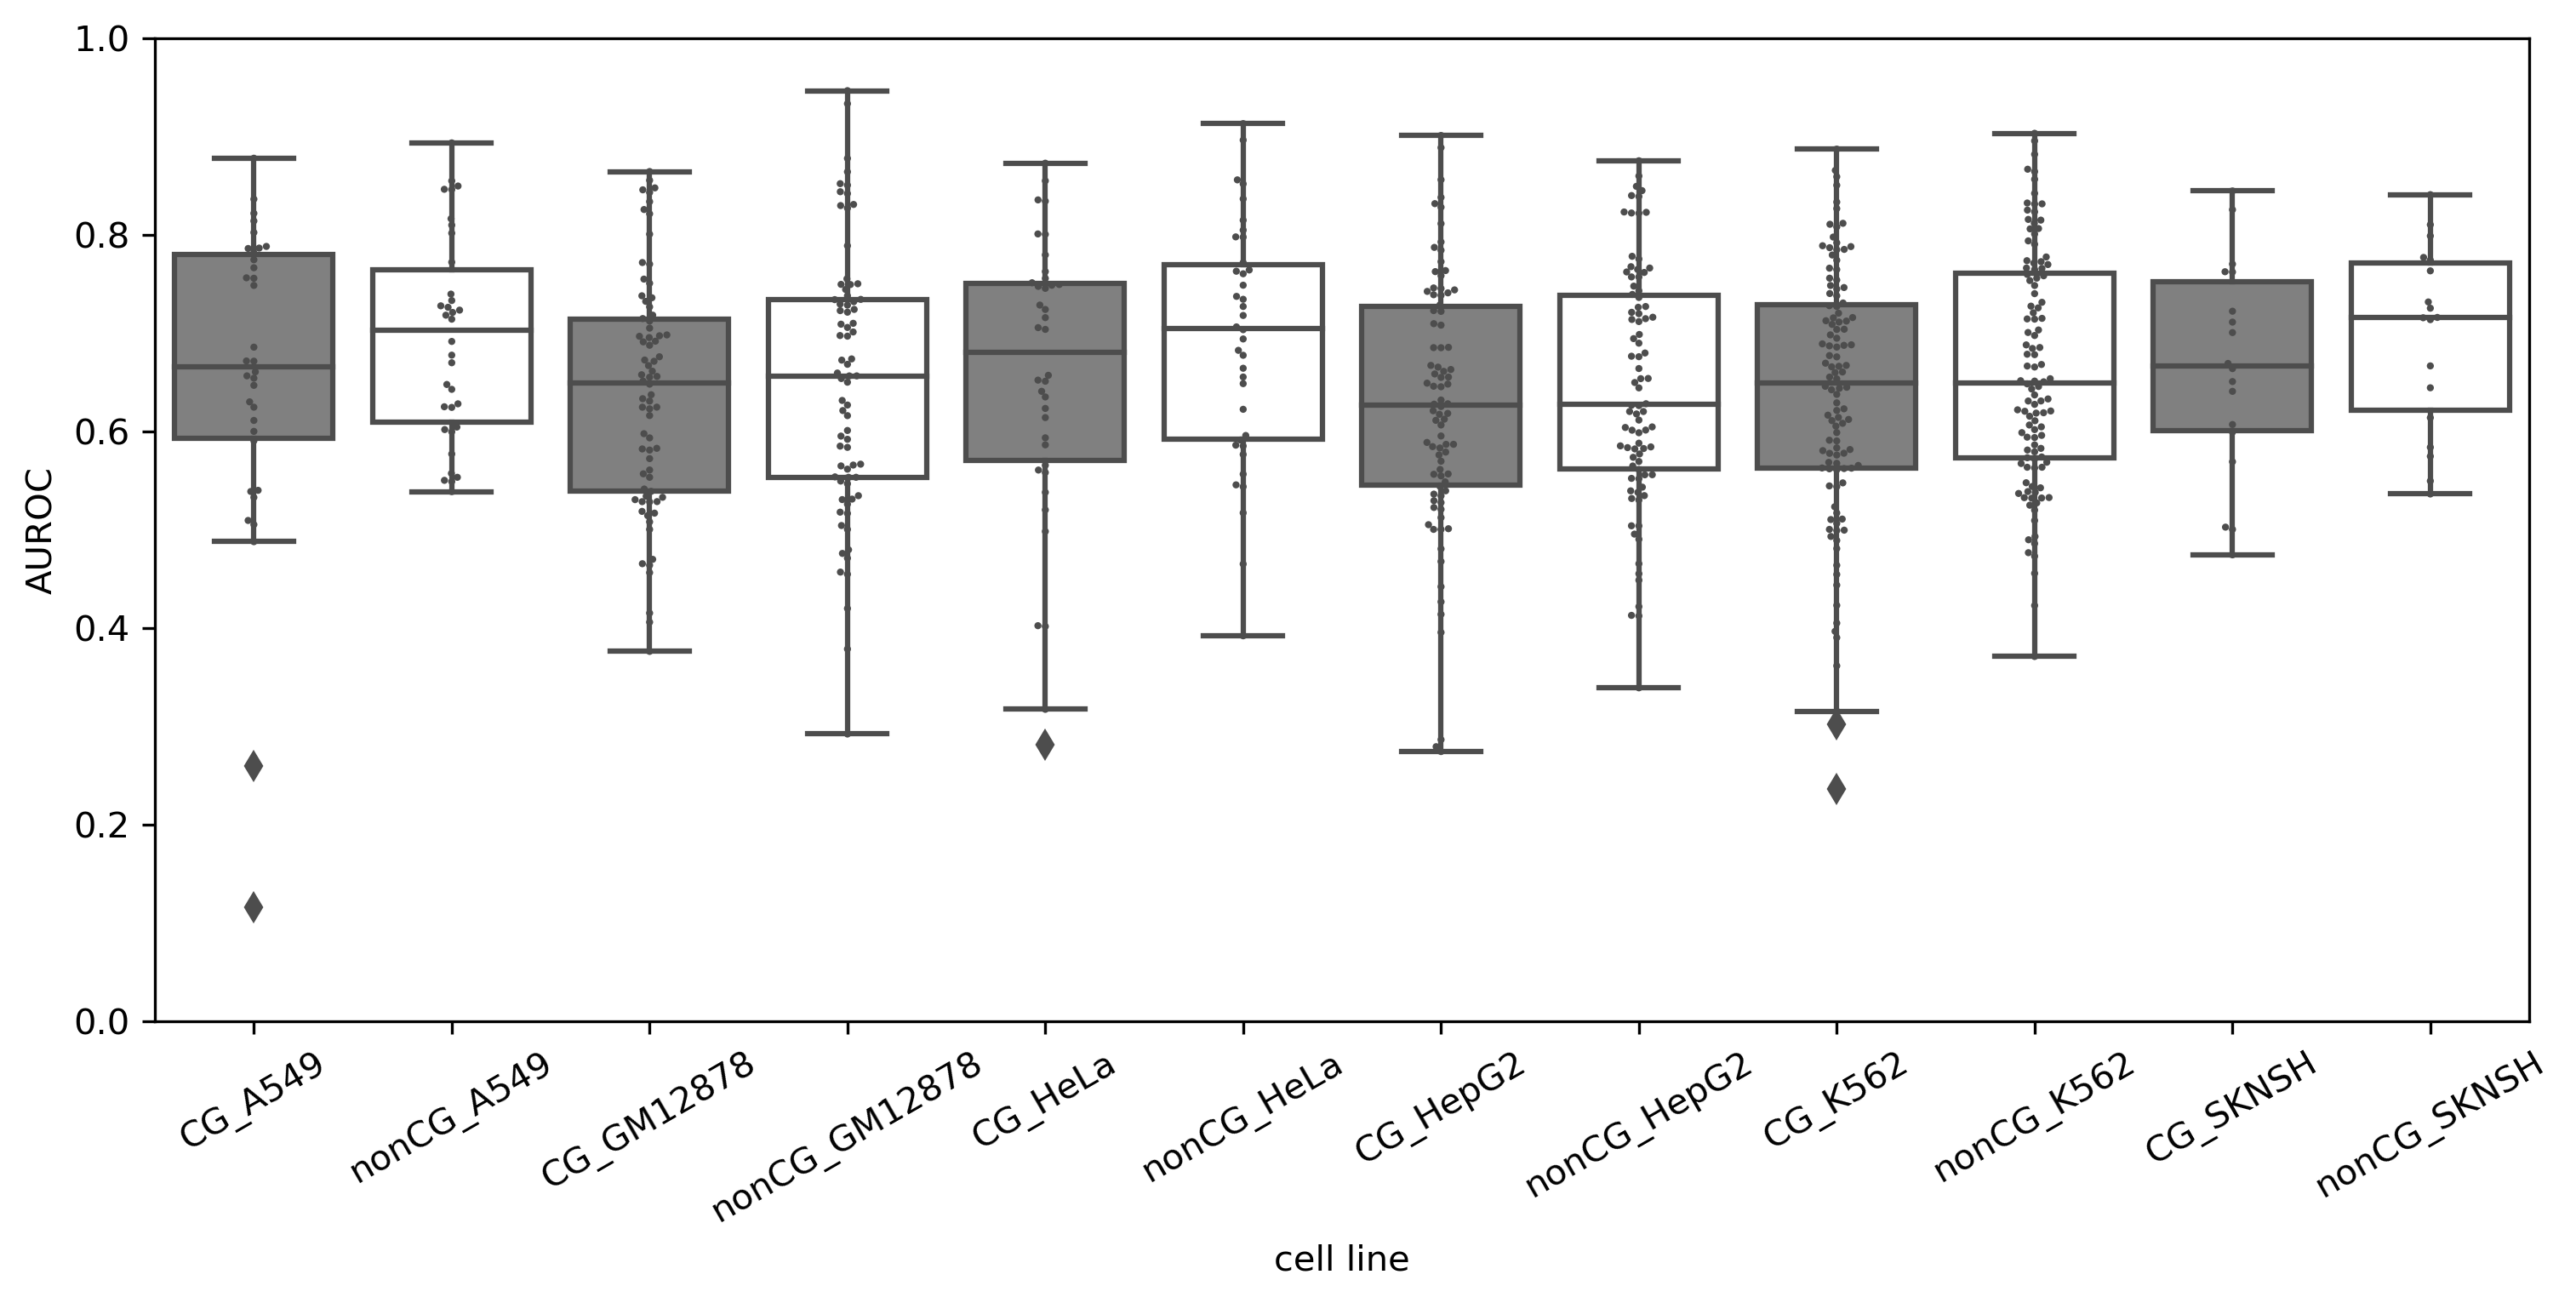 1.0
0.8
0.6
0.4
0.2
0.0
AUROC
CG_A549
nonCG_A549
CG_GM12878
nonCG_GM12878
CG_HeLa
nonCG_HeLa
CG_HepG2
nonCG_HepG2
CG_K562
nonCG_K562
CG_SKNSH
nonCG_SKNSH
cell line